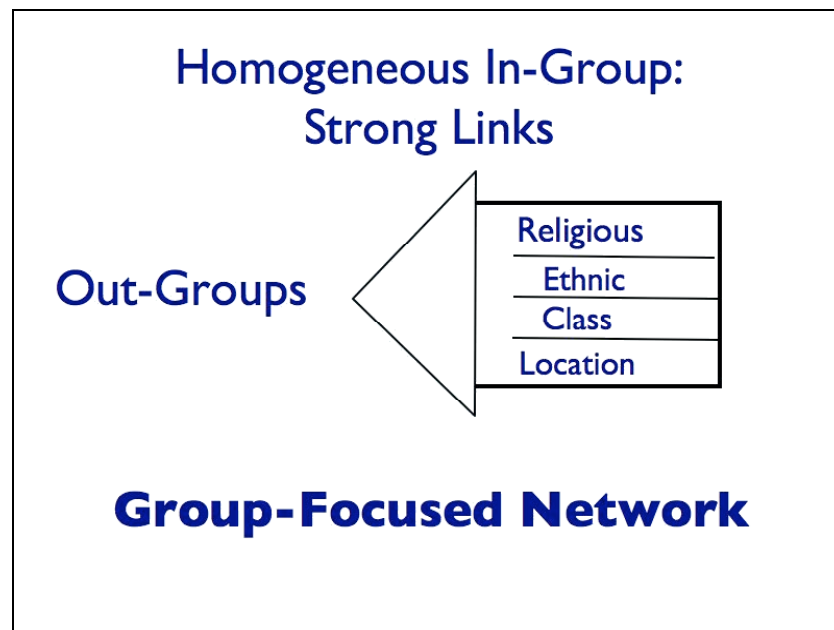 Homogeneous In-Group:
Strong Links
Out-Groups
Religious
Ethnic
Class
Location
Group-Focused Network